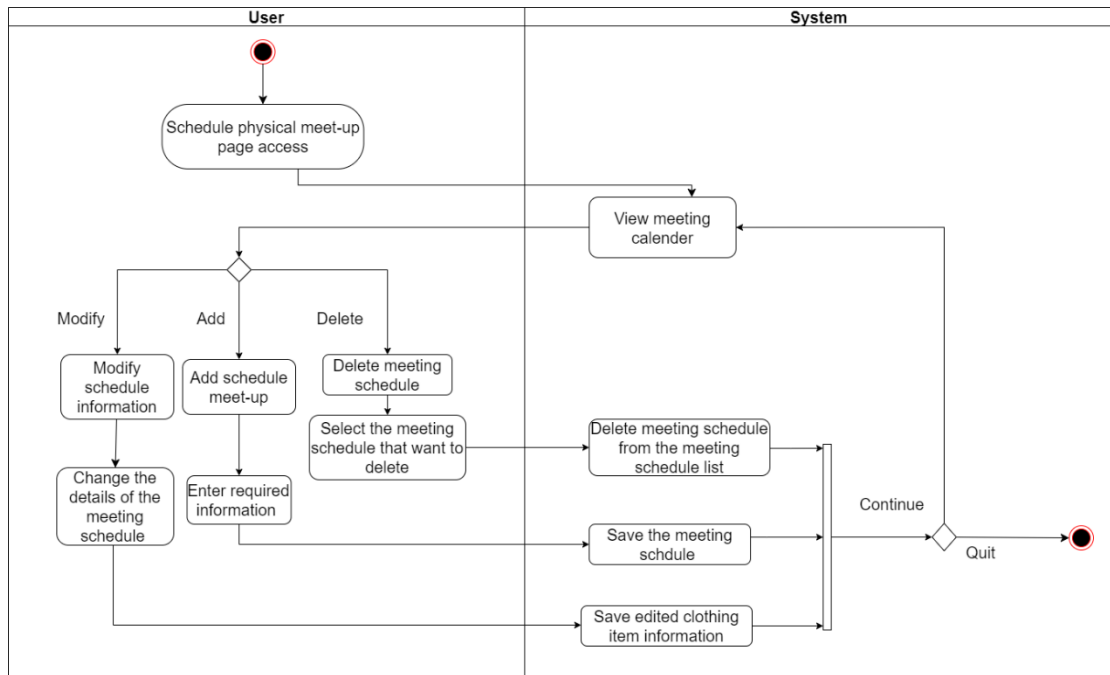 User
System
Schedule physical meet-up
page access
View meeting
calender
Modify
Add
Delete
Modify
schedule
information
Add schedule
meet-up
Delete meeting
schedule
Select the meeting
schedule that want to
delete
Delete meeting schedule
from the meeting
schedule list
Change the
details of the
meeting
schedule
Enter required
information
Save the meeting
schdule
Continue
Quit
Save edited clothing
item information